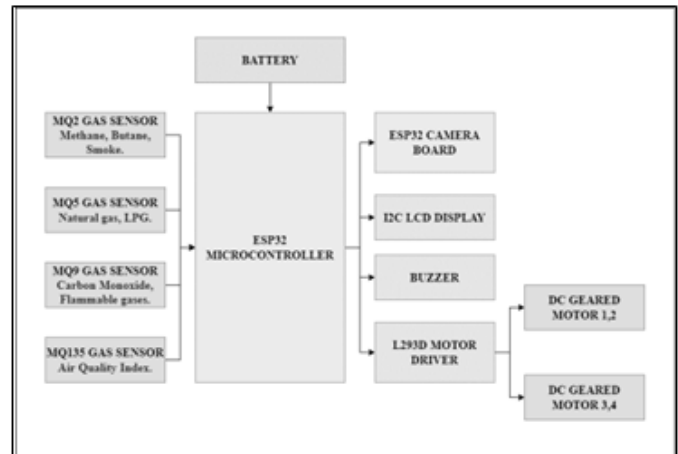 BATTERY
MQ2 GAS SENSOR
Methane, Butane,
Smoke.
MQ5 GAS SENSOR
Natural gas, LPG.
MQ9 GAS SENSOR
Carbon Monoxide,
Flammable gases.
MQ135 GAS SENSOR
Air Quality Index.
ESP32
MICROCONTROLLER
ESP32 CAMERA
BOARD
I2C LCD DISPLAY
BUZZER
L293D MOTOR
DRIVER
DC GEARED
MOTOR 1,2
DC GEARED
MOTOR 3,4